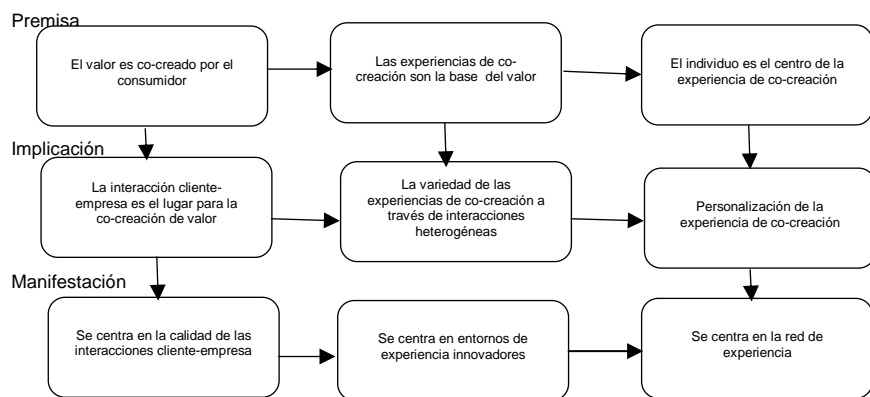 Premisa
El valor es co-creado por el
consumidor
Las experiencias de co-
creación son la base del valor
El individuo es el centro de la
experiencia de co-creación
Implicación
La interacción cliente-
empresa es el lugar para la
co-creación de valor
La variedad de las
experiencias de co-creación a
través de interacciones
heterogéneas
Personalización de la
experiencia de co-creación
Manifestación
Se centra en la calidad de las
interacciones cliente-empresa
Se centra en entornos de
experiencia innovadores
Se centra en la red de
experiencia